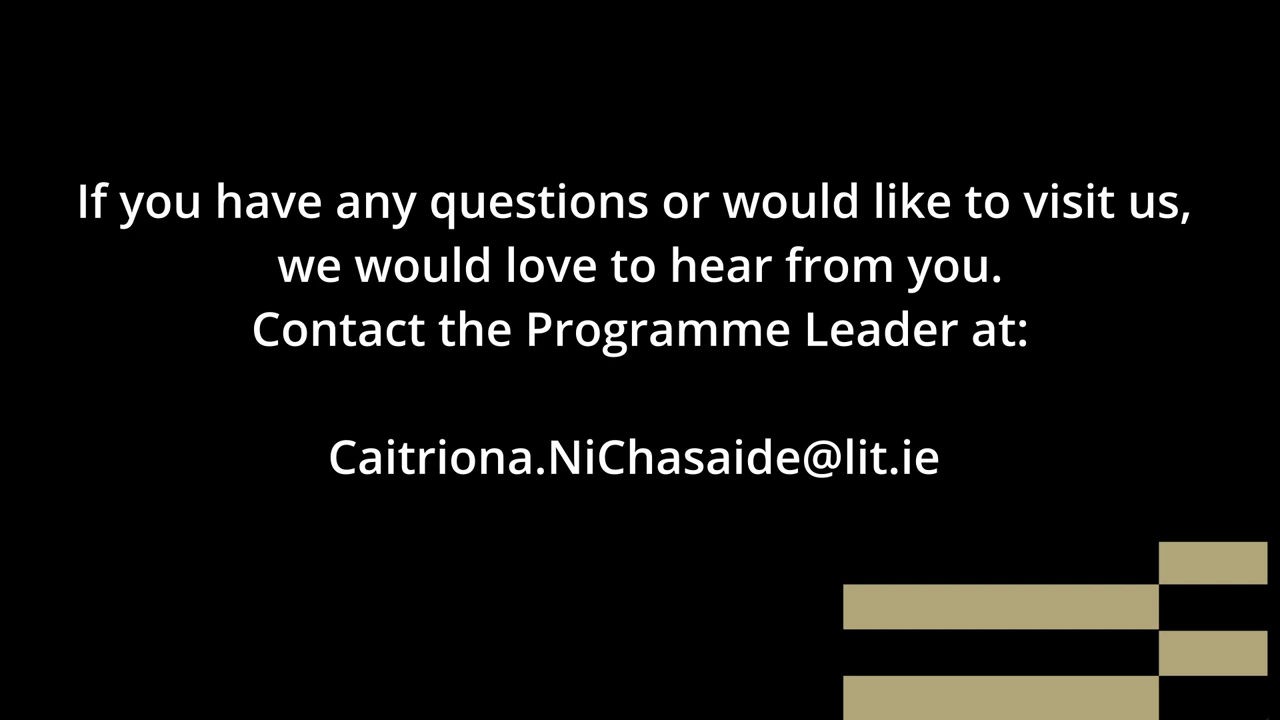 If you have any questions or would like to visit us,
we would love to hear from you.
Contact the Programme Leader at:
Caitriona.NiChasaide@lit.ie